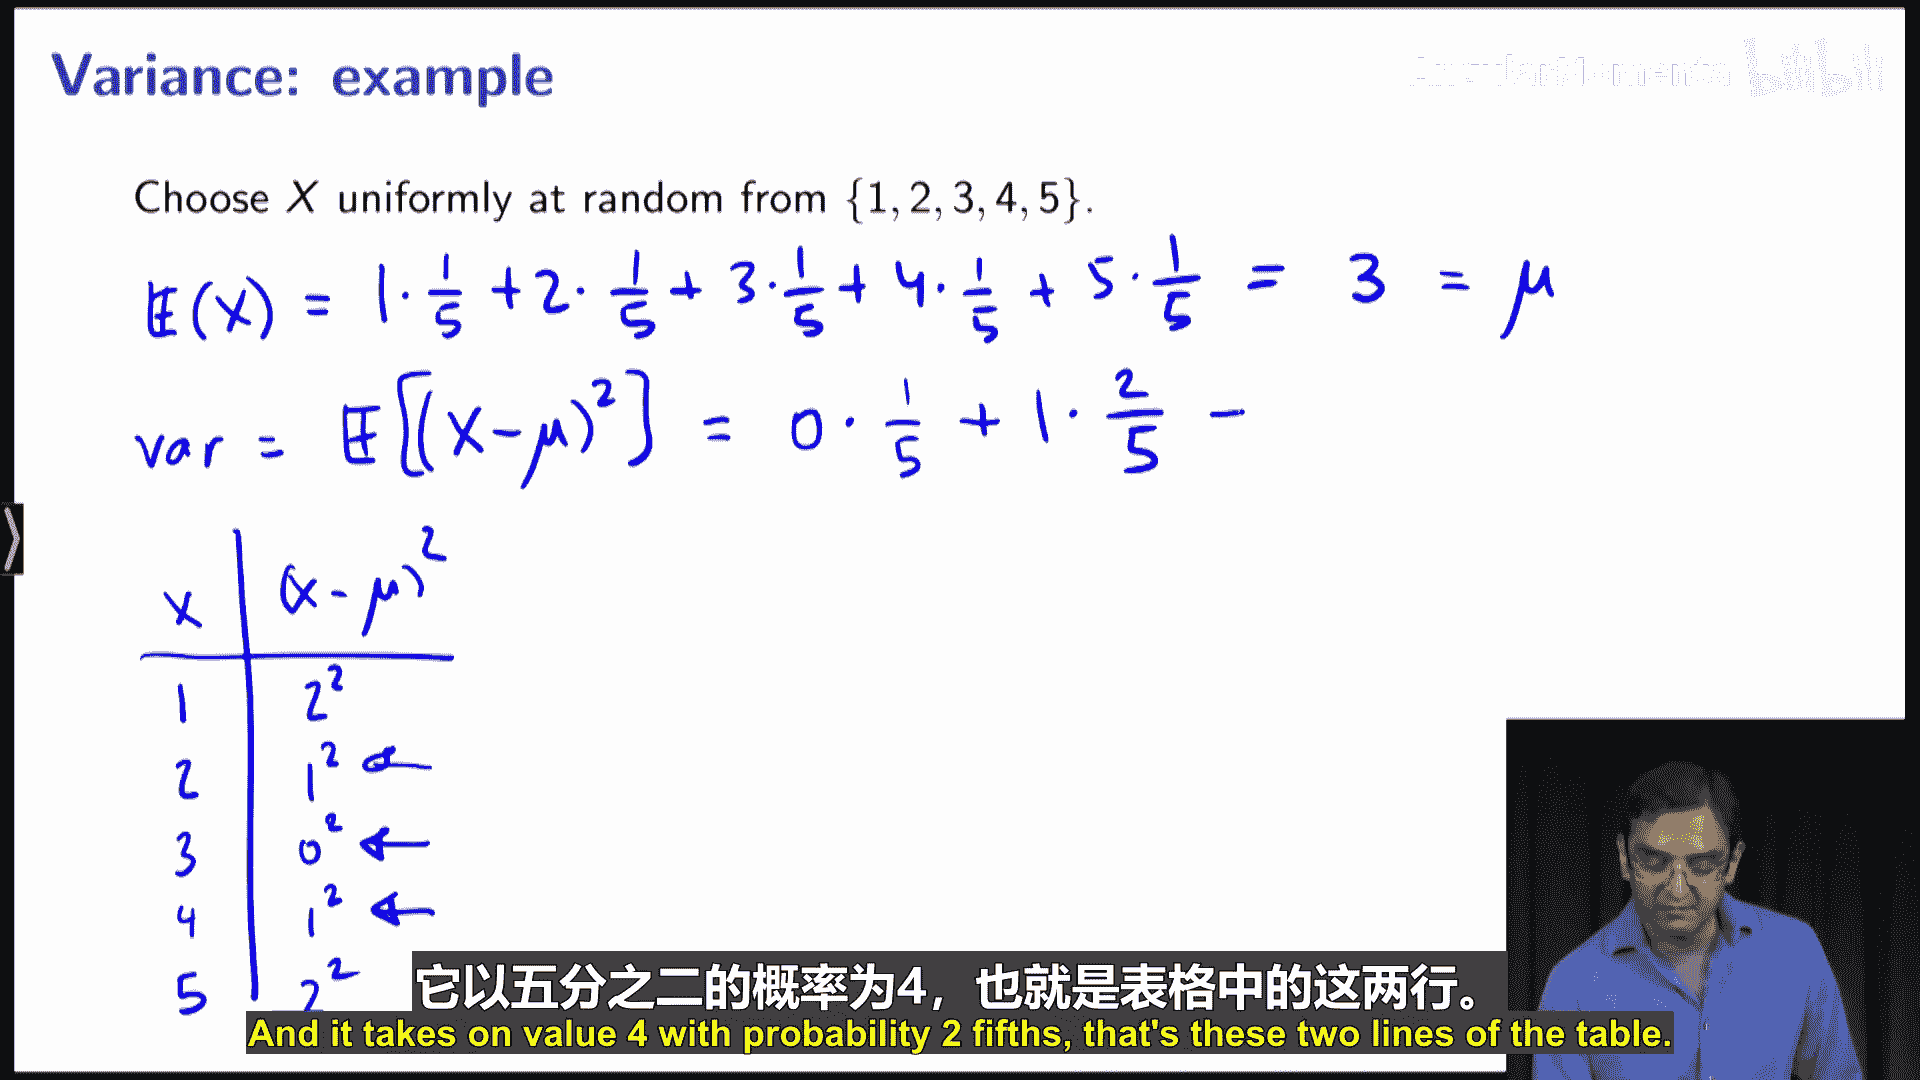 Variance: example
bilibili
Choose X uniformly at random from {1, 2, 3, 4, 5}.
𝔼(X) = 1·1/5 + 2·1/5 + 3·1/5 + 4·1/5 + 5·1/5 = 3 = μ
var = 𝔼[(X-μ)²] = 0·1/5 + 1·2/5 -
x | (x-μ)²
1 | 2²
2 | 1² ←
3 | 0² ←
4 | 1² ←
5 | 2²
它以五分之二的概率为4，也就是表格中的这两行。
And it takes on value 4 with probability 2 fifths, that's these two lines of the table.